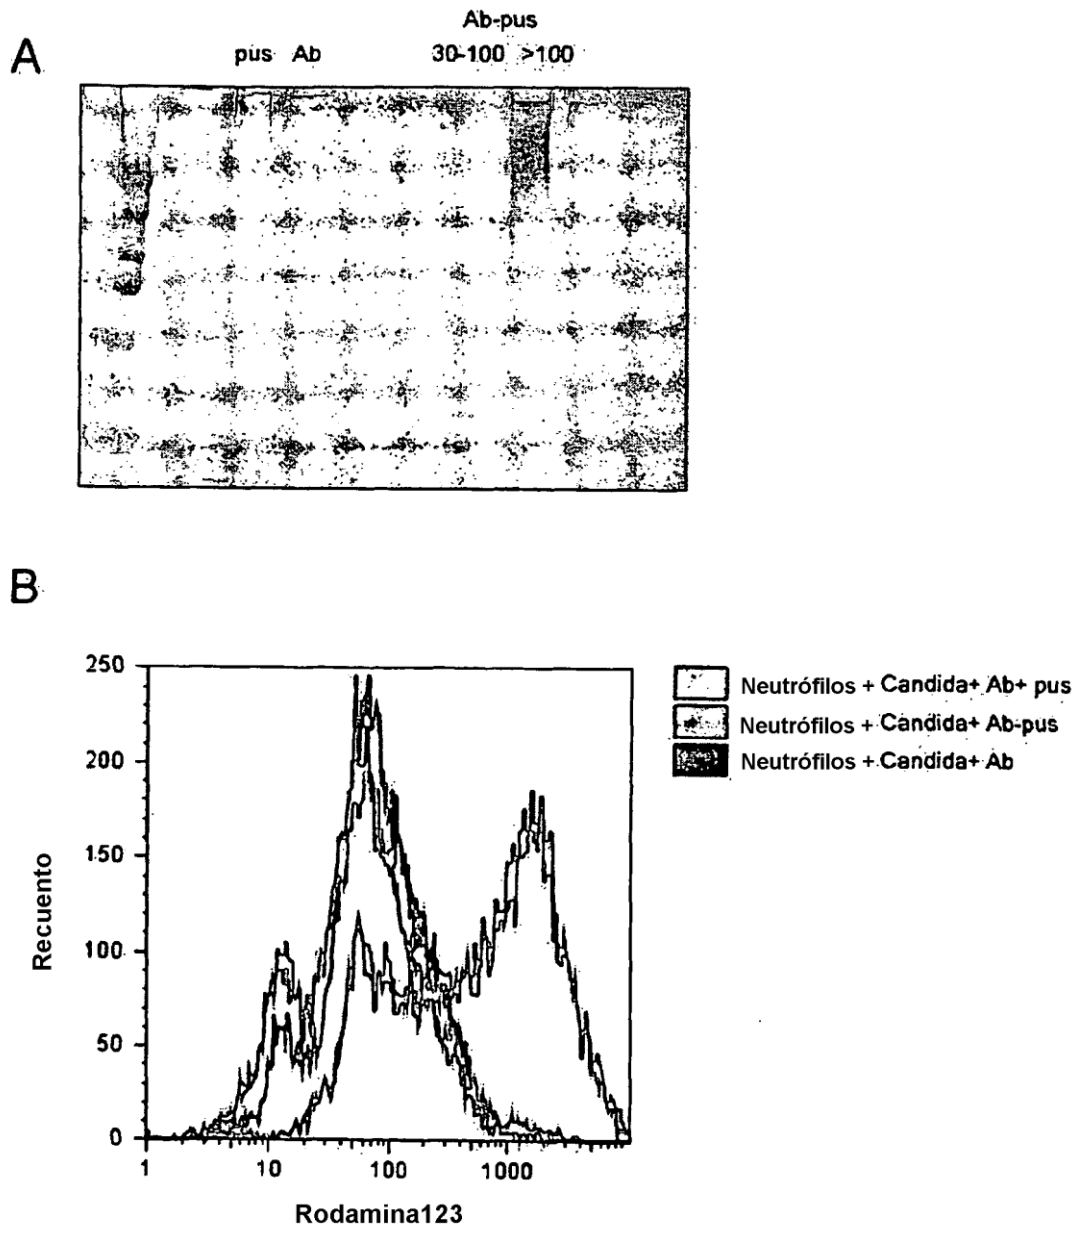 A
Ab-pus
pus Ab 30-100 >100
B
250
200
150
100
50
0
Recuento
1 10 100 1000
Rodamina123
Neutrófilos + Candida+ Ab+ pus
Neutrófilos + Candida+ Ab-pus
Neutrófilos + Candida+ Ab